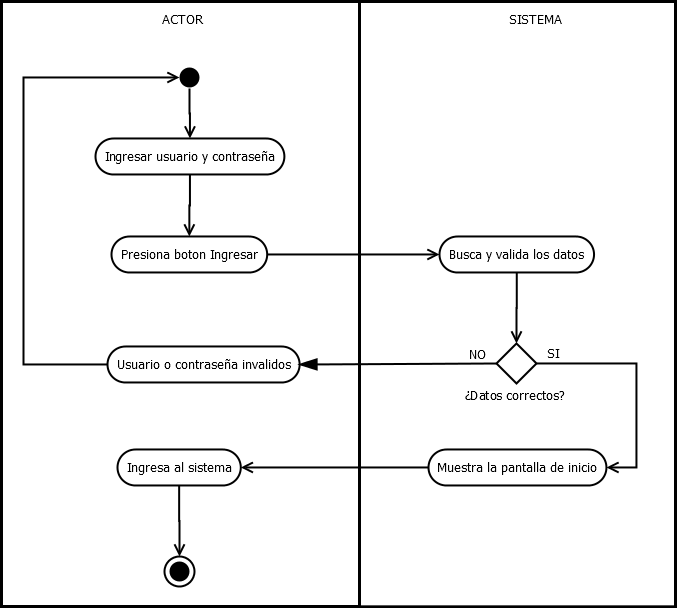 ACTOR
SISTEMA
Ingresar usuario y contraseña
Presiona boton Ingresar
Busca y valida los datos
NO
SI
Usuario o contraseña invalidos
¿Datos correctos?
Ingresa al sistema
Muestra la pantalla de inicio